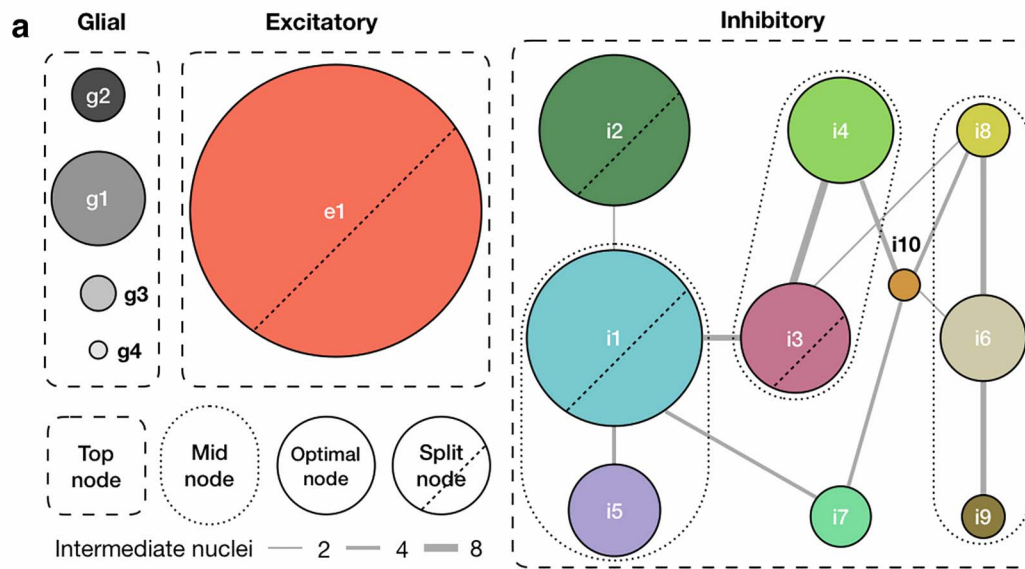 a
Glial
Excitatory
Inhibitory
g2
g1
g3
g4
e1
i2
i4
i8
i10
i1
i3
i6
i5
i7
i9
Top
node
Mid
node
Optimal
node
Split
node
Intermediate nuclei 2 4 8